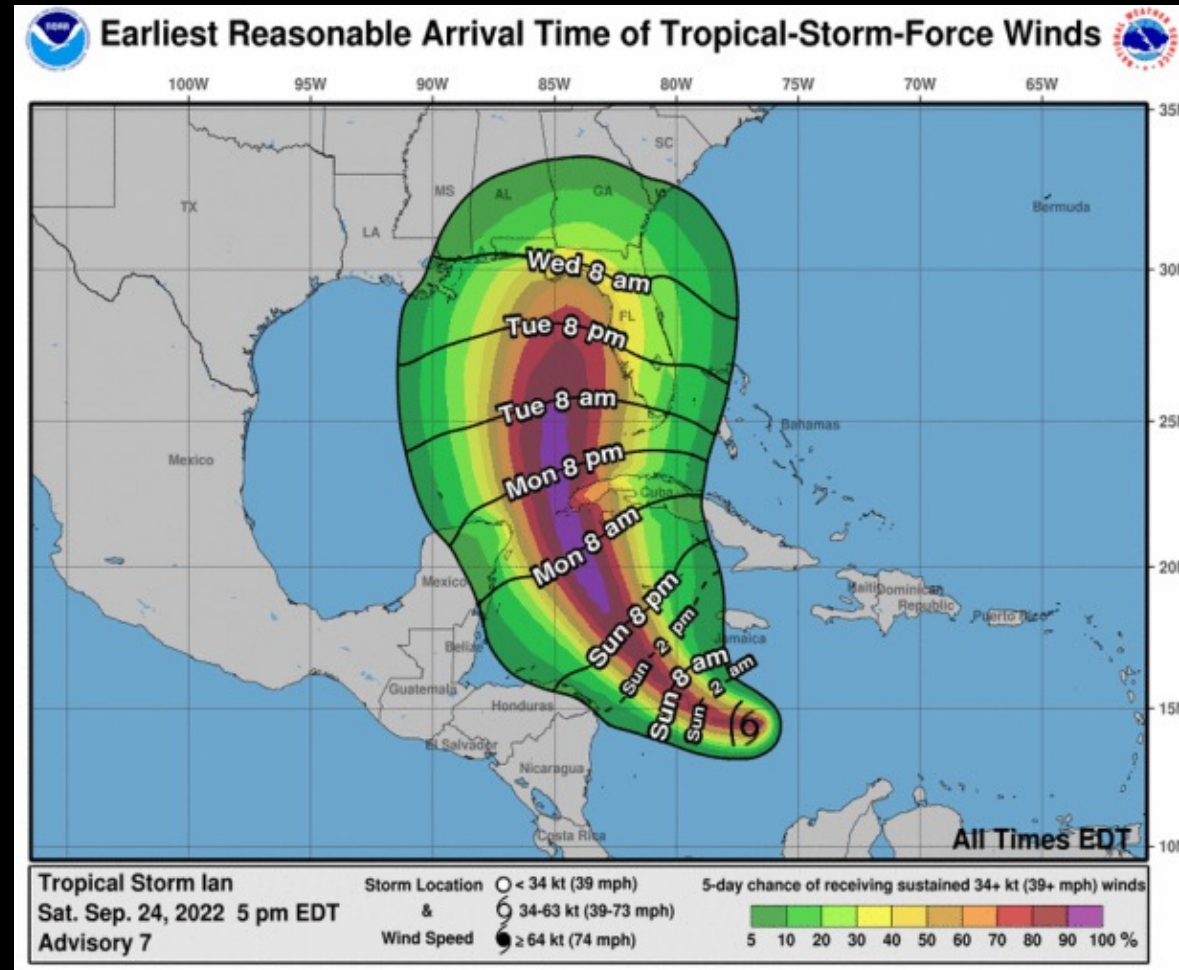 NOAA
Earliest Reasonable Arrival Time of Tropical-Storm-Force Winds
NATIONAL WEATHER SERVICE
100W 95W 90W 85W 80W 75W 70W 65W
35N
SC
MS AL GA
TX
Bermuda
LA
Wed 8 am
30N
FL
Tue 8 pm
Tue 8 am
25N
Bahamas
Mon 8 pm
Mexico
Cuba
Mon 8 am
20N
Mexico
Haiti Dominican
Republic
Puerto Rico
Sun 8 pm
Sun 2 pm
Jamaica
Belize
Sun 8 am
Sun 2 am
Guatemala
Honduras
15N
El Salvador
Nicaragua
Costa Rica
All Times EDT
10N
Tropical Storm Ian
Sat. Sep. 24, 2022 5 pm EDT
Advisory 7
Storm Location
&
Wind Speed
< 34 kt (39 mph)
34-63 kt (39-73 mph)
≥ 64 kt (74 mph)
5-day chance of receiving sustained 34+ kt (39+ mph) winds
5 10 20 30 40 50 60 70 80 90 100 %